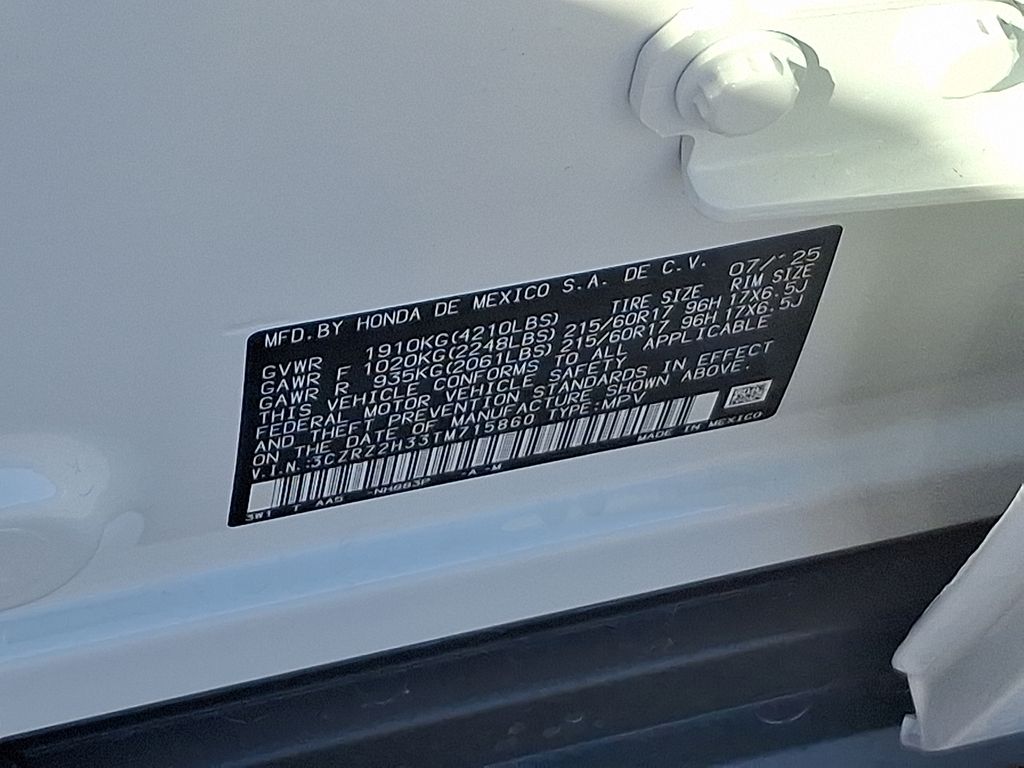 MFD. BY HONDA DE MEXICO S.A. DE C.V. 07/'25
GVWR 1910KG(4210LBS) TIRE SIZE RIM SIZE
GAWR F 1020KG(2248LBS) 215/60R17 96H 17X6.5J
GAWR R 935KG(2061LBS) 215/60R17 96H 17X6.5J
THIS VEHICLE CONFORMS TO ALL APPLICABLE
FEDERAL MOTOR VEHICLE SAFETY
AND THEFT PREVENTION STANDARDS IN EFFECT
ON THE DATE OF MANUFACTURE SHOWN ABOVE.
V.I.N.:3CZRZ2H33TM715860 TYPE:MPV
3W1 T AA5 -NH883P -A -M MADE IN MEXICO